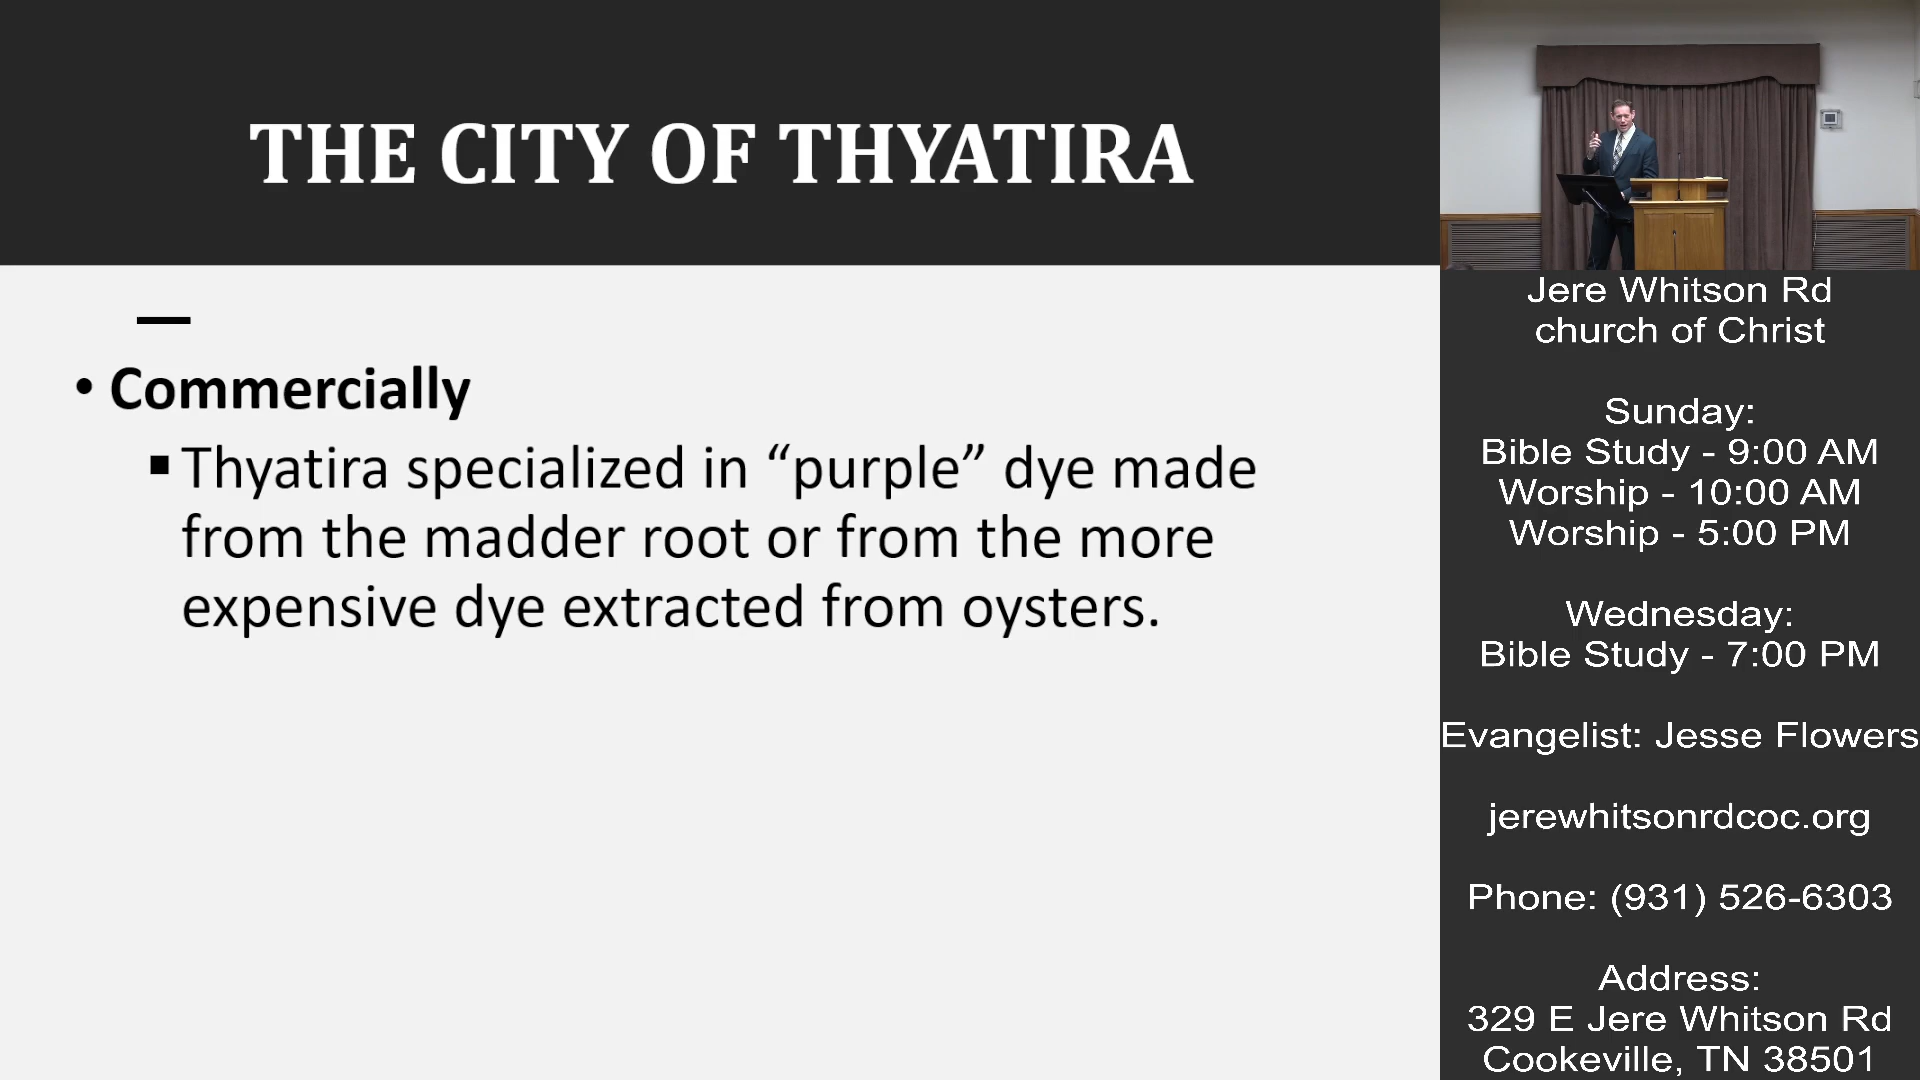 THE CITY OF THYATIRA
• Commercially
▪ Thyatira specialized in “purple” dye made
from the madder root or from the more
expensive dye extracted from oysters.
Jere Whitson Rd
church of Christ
Sunday:
Bible Study - 9:00 AM
Worship - 10:00 AM
Worship - 5:00 PM
Wednesday:
Bible Study - 7:00 PM
Evangelist: Jesse Flowers
jerewhitsonrdcoc.org
Phone: (931) 526-6303
Address:
329 E Jere Whitson Rd
Cookeville, TN 38501